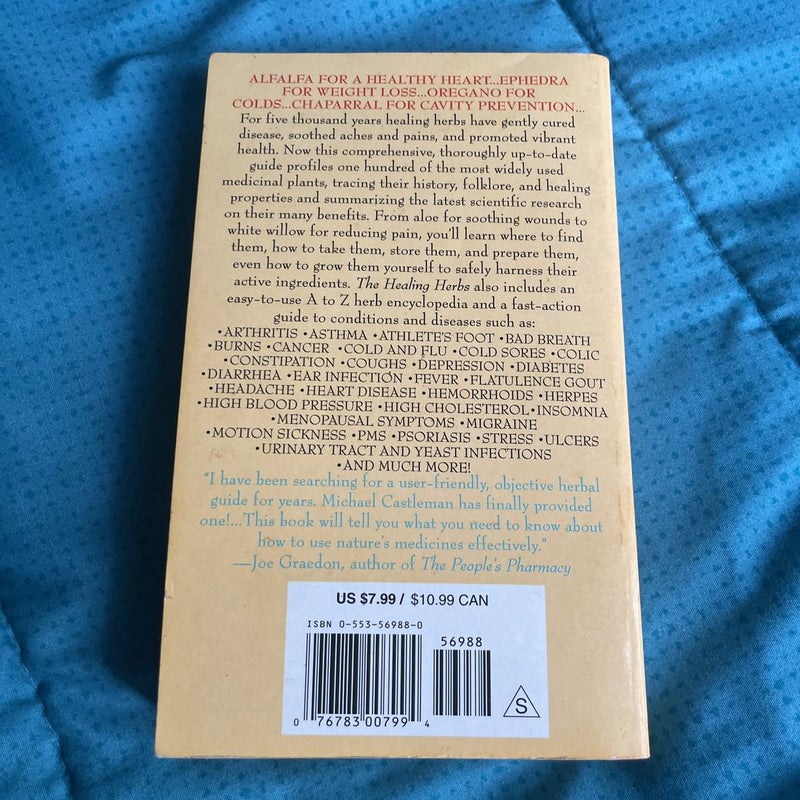 ALFALFA FOR A HEALTHY HEART...EPHEDRA
FOR WEIGHT LOSS...OREGANO FOR
COLDS...CHAPARRAL FOR CAVITY PREVENTION...
For five thousand years healing herbs have gently cured
disease, soothed aches and pains, and promoted vibrant
health. Now this comprehensive, thoroughly up-to-date
guide profiles one hundred of the most widely used
medicinal plants, tracing their history, folklore, and healing
properties and summarizing the latest scientific research
on their many benefits. From aloe for soothing wounds to
white willow for reducing pain, you'll learn where to find
them, how to take them, store them, and prepare them,
even how to grow them yourself to safely harness their
active ingredients. The Healing Herbs also includes an
easy-to-use A to Z herb encyclopedia and a fast-action
guide to conditions and diseases such as:
•ARTHRITIS •ASTHMA •ATHLETE'S FOOT •BAD BREATH
•BURNS •CANCER •COLD AND FLU •COLD SORES •COLIC
•CONSTIPATION •COUGHS •DEPRESSION •DIABETES
•DIARRHEA •EAR INFECTION •FEVER •FLATULENCE GOUT
•HEADACHE •HEART DISEASE •HEMORRHOIDS •HERPES
•HIGH BLOOD PRESSURE •HIGH CHOLESTEROL •INSOMNIA
•MENOPAUSAL SYMPTOMS •MIGRAINE
•MOTION SICKNESS •PMS •PSORIASIS •STRESS •ULCERS
•URINARY TRACT AND YEAST INFECTIONS
•AND MUCH MORE!
"I have been searching for a user-friendly, objective herbal
guide for years. Michael Castleman has finally provided
one!...This book will tell you what you need to know about
how to use nature's medicines effectively."
—Joe Graedon, author of The People's Pharmacy
US $7.99 / $10.99 CAN
ISBN 0-553-56988-0
56988
0 76783 00799 4
S